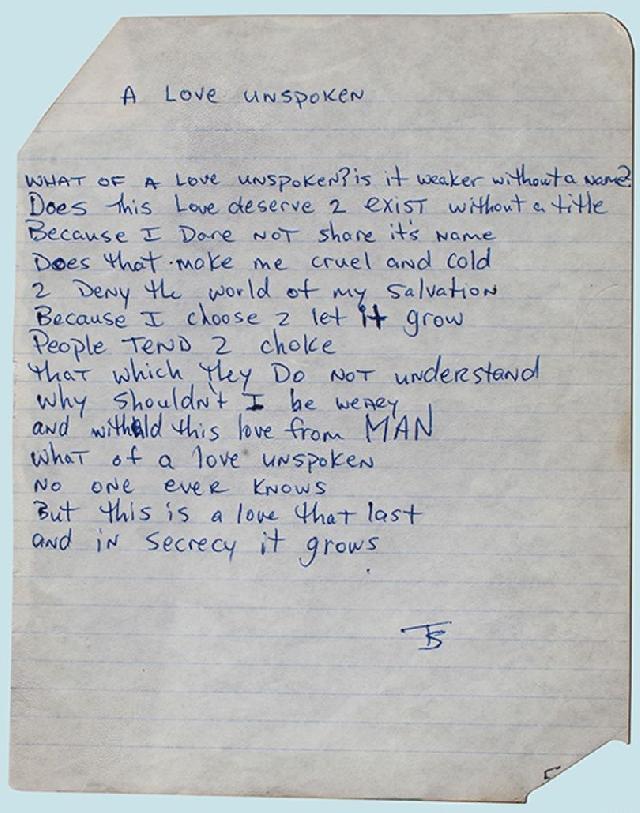 A Love unspoken
WHAT OF A Love unspoken? is it weaker without a name?
Does this Love deserve 2 exist without a title
Because I Dare NOT share it's name
Does that make me cruel and cold
2 Deny the world of my salvation
Because I choose 2 let it grow
People TEND 2 choke
that which they DO NOT understand
why shouldn't I be weary
and withhold this love from MAN
what of a love unspoken
no one ever knows
But this is a love that last
and in secrecy it grows
TS